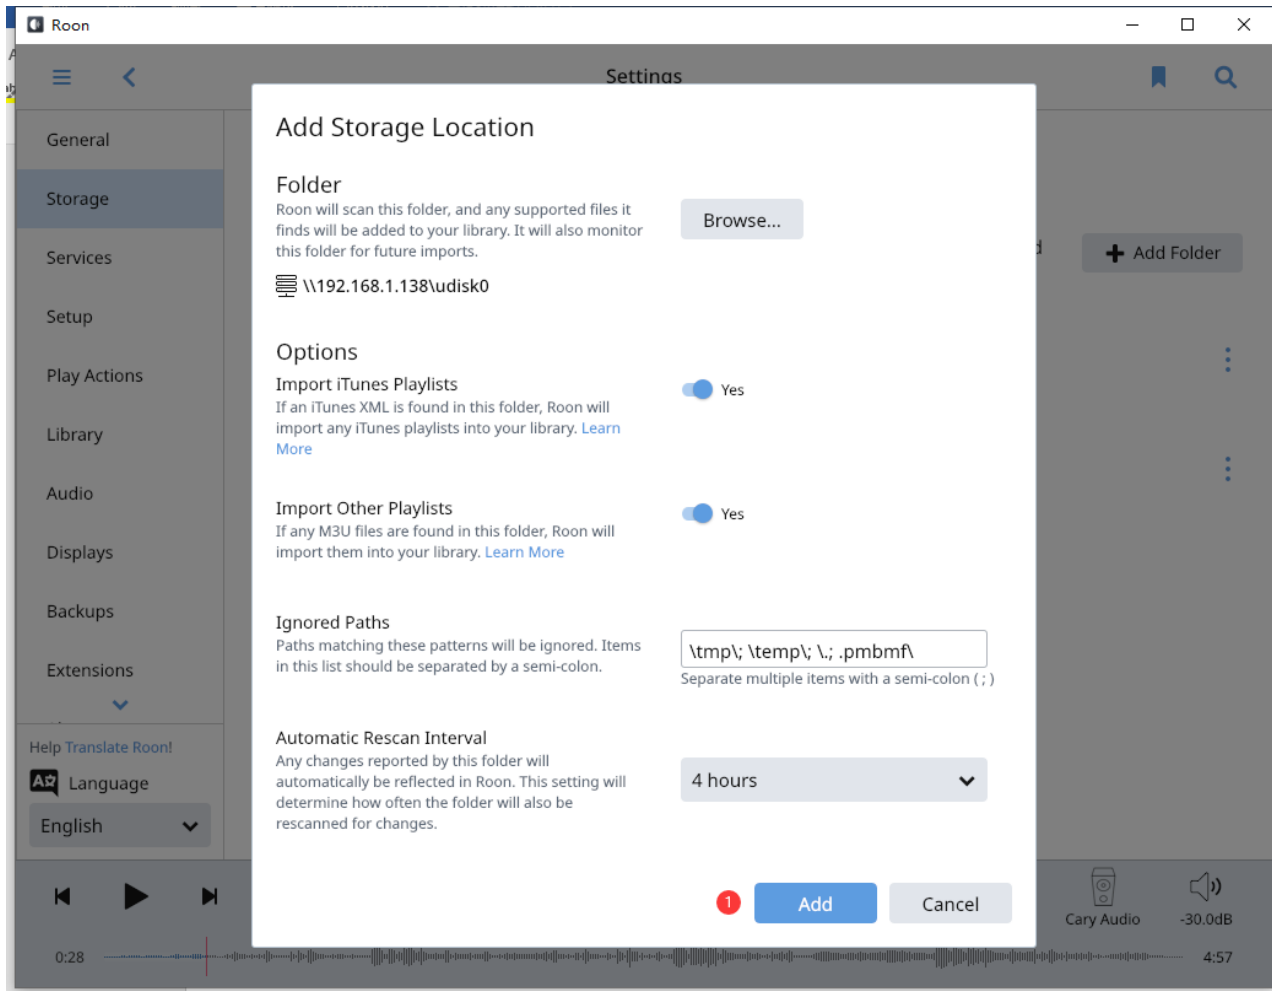 Roon
Settings
General
Storage
Services
Setup
Play Actions
Library
Audio
Displays
Backups
Extensions
Help Translate Roon!
Language
English
Add Folder
Add Storage Location
Folder
Roon will scan this folder, and any supported files it
finds will be added to your library. It will also monitor
this folder for future imports.
Browse...
\\192.168.1.138\udisk0
Options
Import iTunes Playlists
If an iTunes XML is found in this folder, Roon will
import any iTunes playlists into your library. Learn
More
Yes
Import Other Playlists
If any M3U files are found in this folder, Roon will
import them into your library. Learn More
Yes
Ignored Paths
Paths matching these patterns will be ignored. Items
in this list should be separated by a semi-colon.
\tmp\; \temp\; \.; .pmbmf\
Separate multiple items with a semi-colon ( ; )
Automatic Rescan Interval
Any changes reported by this folder will
automatically be reflected in Roon. This setting will
determine how often the folder will also be
rescanned for changes.
4 hours
1
Add
Cancel
Cary Audio
-30.0dB
0:28
4:57